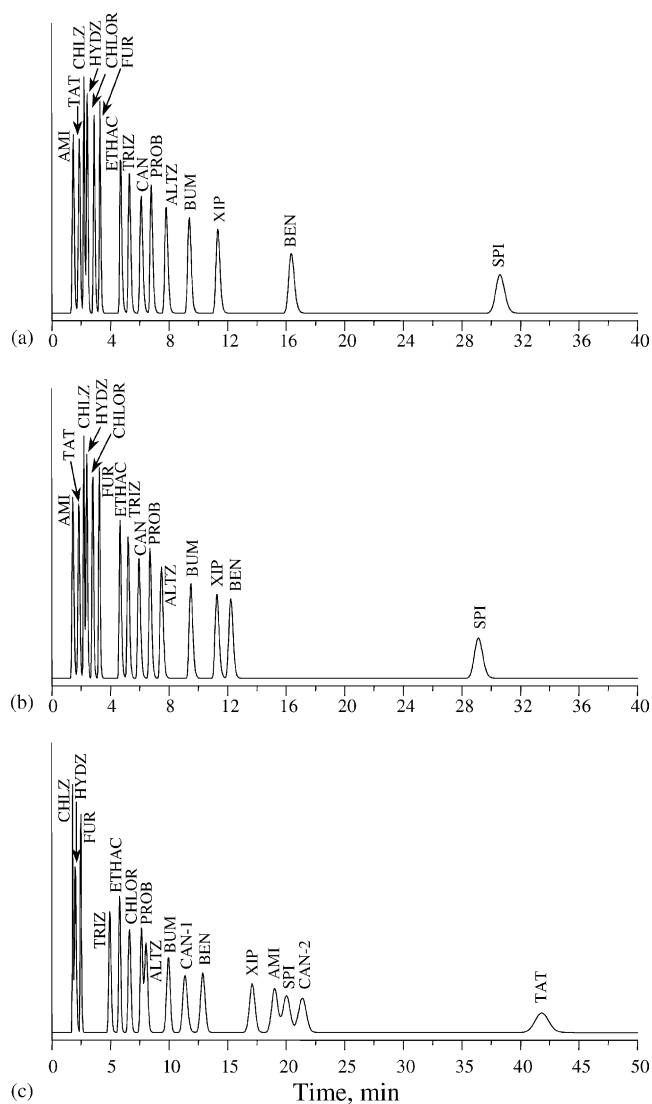 AMI
TAT
CHLZ
HYDZ
CHLOR
FUR
ETHAC
TRIZ
CAN
PROB
ALTZ
BUM
XIP
BEN
SPI
(a)
0 4 8 12 16 20 24 28 32 36 40
AMI
TAT
CHLZ
HYDZ
CHLOR
FUR
ETHAC
TRIZ
CAN
PROB
ALTZ
BUM
XIP
BEN
SPI
(b)
0 4 8 12 16 20 24 28 32 36 40
CHLZ
HYDZ
FUR
TRIZ
ETHAC
CHLOR
PROB
ALTZ
BUM
CAN-1
BEN
XIP
AMI
SPI
CAN-2
TAT
0 5 10 15 20 25 30 35 40 45 50
(c)
Time, min